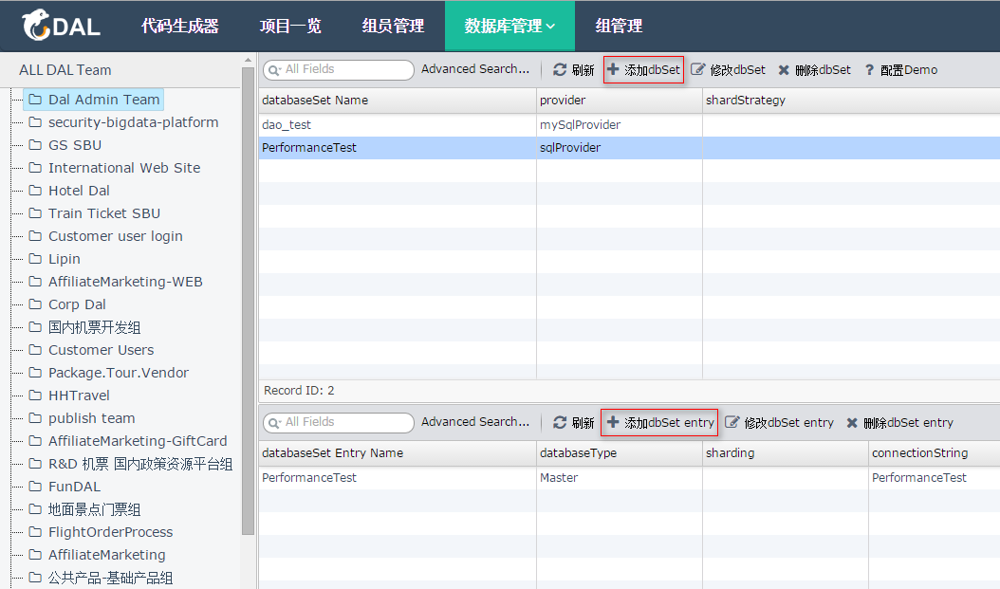 DAL 代码生成器 项目一览 组员管理 数据库管理 组管理
ALL DAL Team
Dal Admin Team
security-bigdata-platform
GS SBU
International Web Site
Hotel Dal
Train Ticket SBU
Customer user login
Lipin
AffiliateMarketing-WEB
Corp Dal
国内机票开发组
Customer Users
Package.Tour.Vendor
HHTravel
publish team
AffiliateMarketing-GiftCard
R&D 机票 国内政策资源平台组
FunDAL
地面景点门票组
FlightOrderProcess
AffiliateMarketing
公共产品-基础产品组
All Fields Advanced Search... 刷新 添加dbSet 修改dbSet 删除dbSet ? 配置Demo
databaseSet Name provider shardStrategy
dao_test mySqlProvider
PerformanceTest sqlProvider
Record ID: 2
All Fields Advanced Search... 刷新 添加dbSet entry 修改dbSet entry 删除dbSet entry
databaseSet Entry Name databaseType sharding connectionString
PerformanceTest Master PerformanceTest